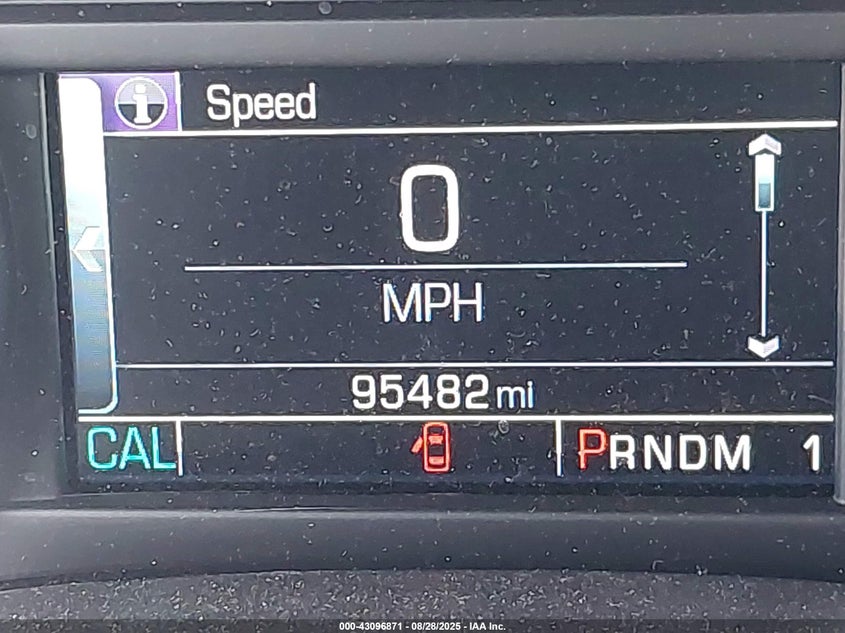 i Speed
0
MPH
95482 mi
CAL PRNDM 1
000-43096871 - 08/28/2025 - IAA Inc.